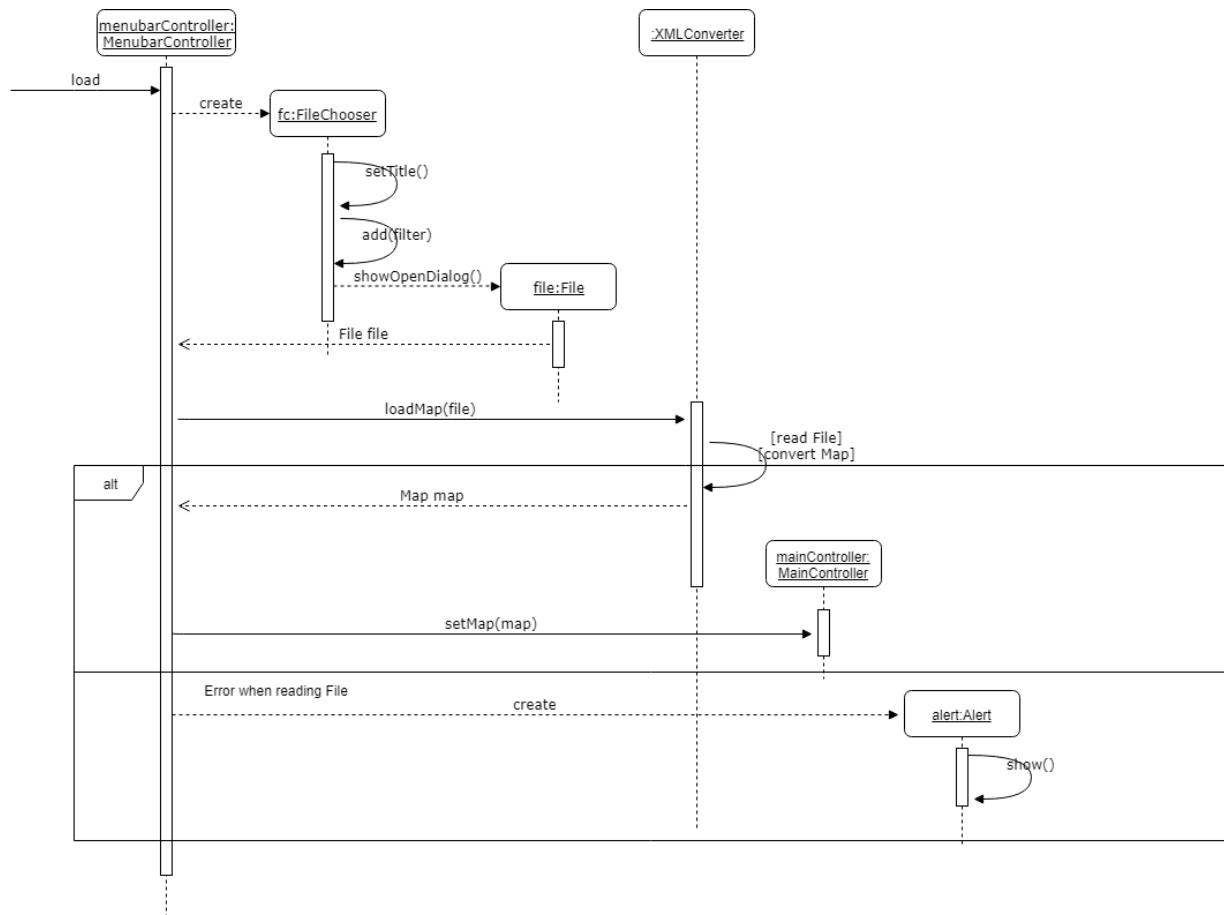 menubarController:
MenubarController
:XMLConverter
load
create
fc:FileChooser
setTitle()
add(filter)
showOpenDialog()
file:File
File file
loadMap(file)
[read File]
[convert Map]
alt
Map map
mainController:
MainController
setMap(map)
Error when reading File
create
alert:Alert
show()